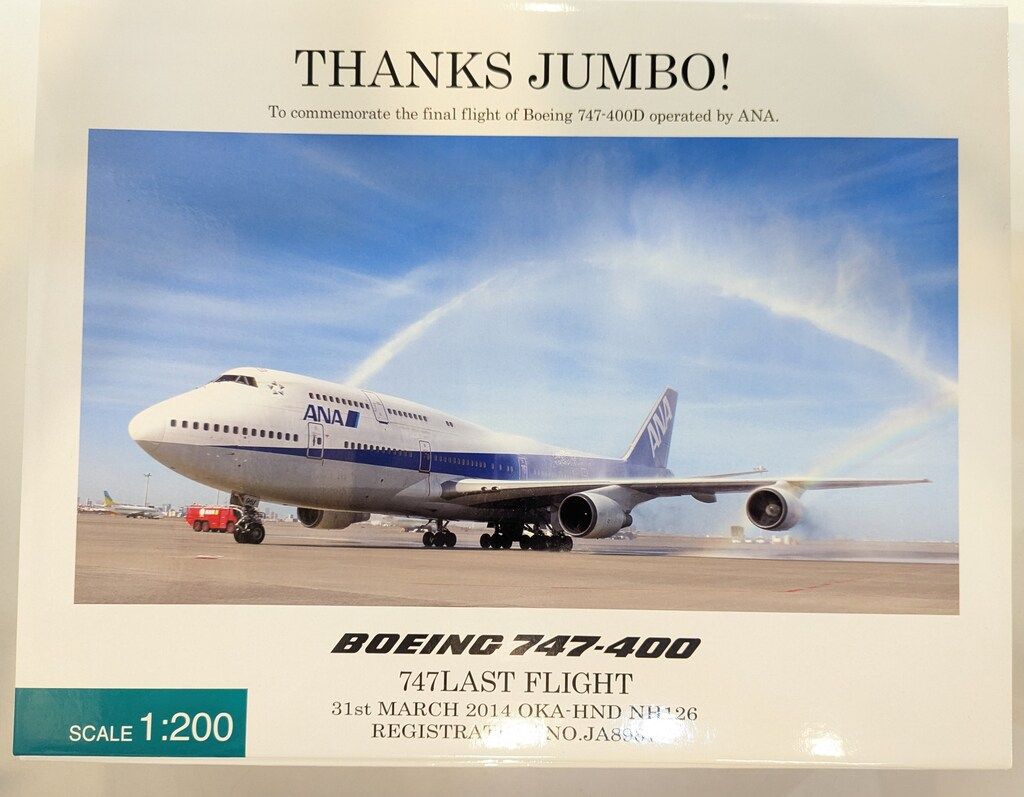 THANKS JUMBO!
To commemorate the final flight of Boeing 747-400D operated by ANA.
ANA
ANA
BOEING 747-400
747LAST FLIGHT
31st MARCH 2014 OKA-HND NH126
NO.
SCALE 1:200